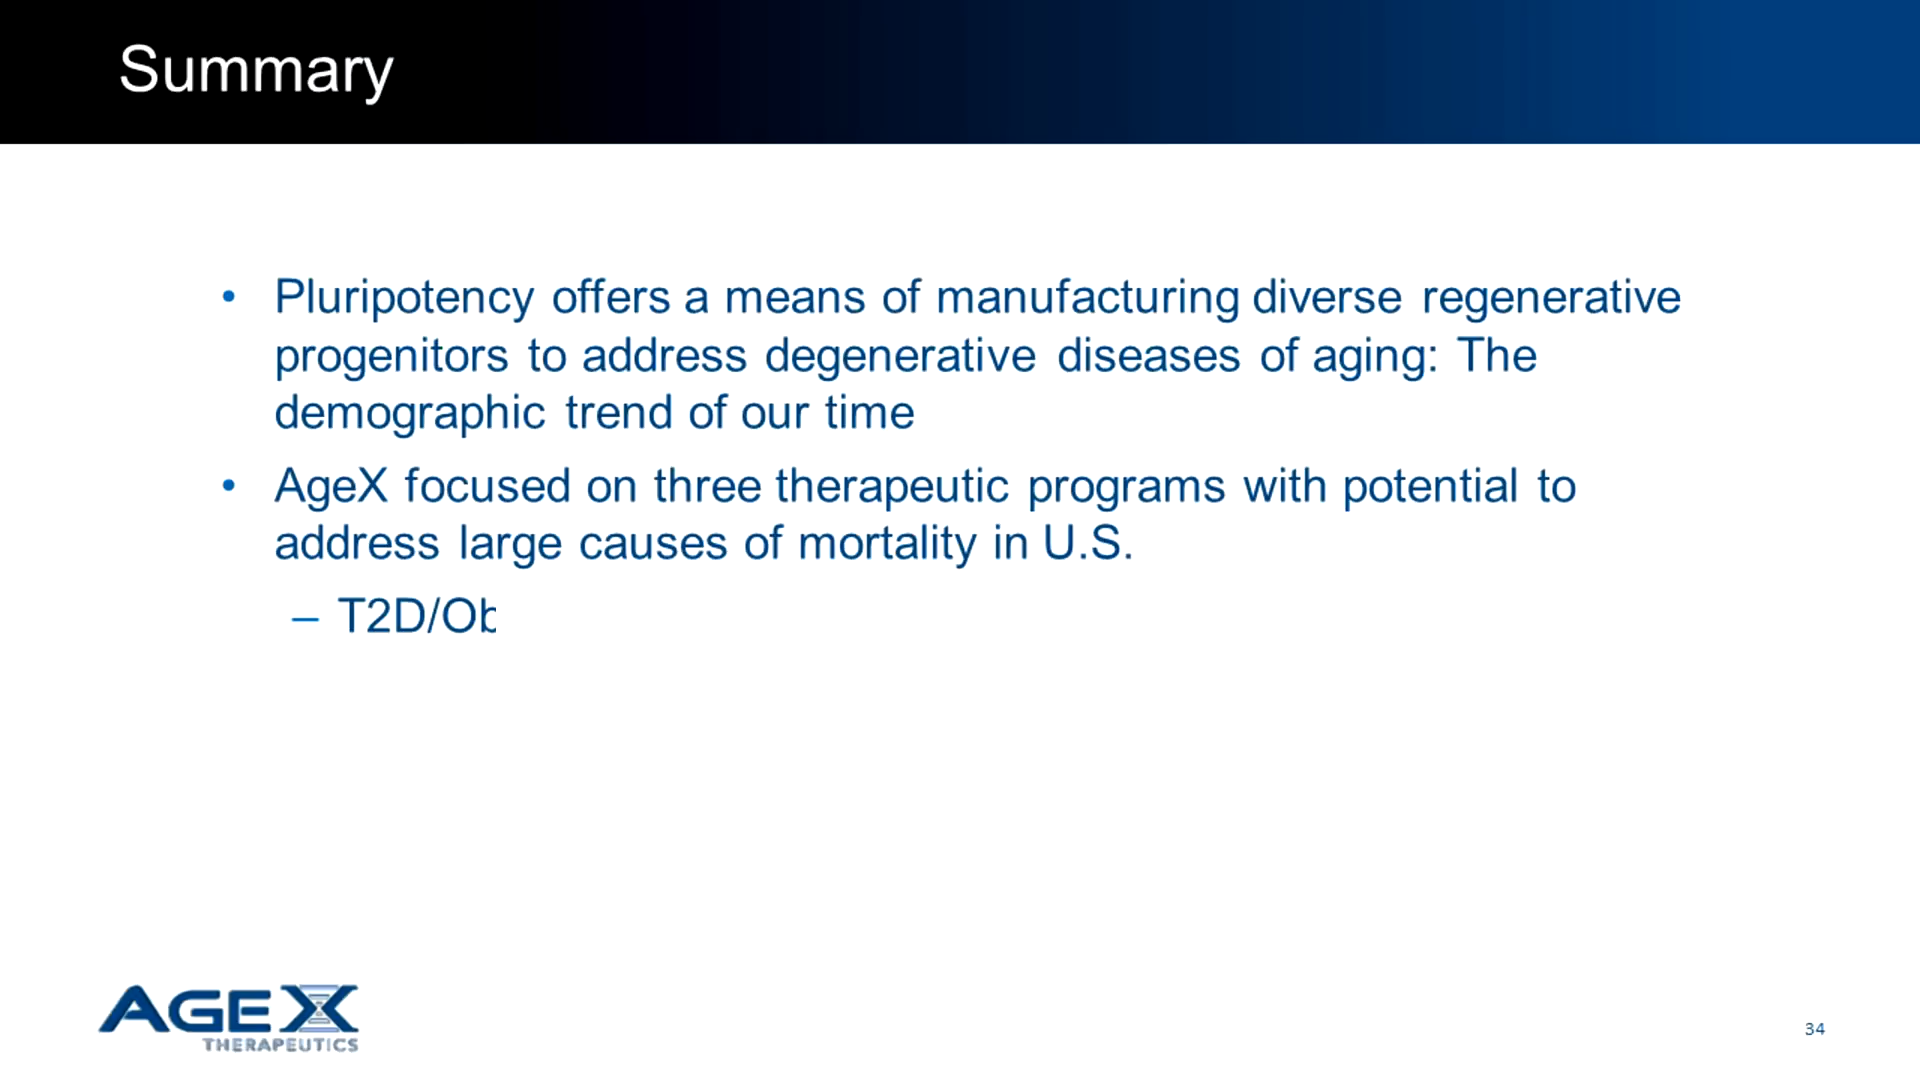 Summary
• Pluripotency offers a means of manufacturing diverse regenerative
progenitors to address degenerative diseases of aging: The
demographic trend of our time
• AgeX focused on three therapeutic programs with potential to
address large causes of mortality in U.S.
– T2D/Ob
AGEX
THERAPEUTICS
34